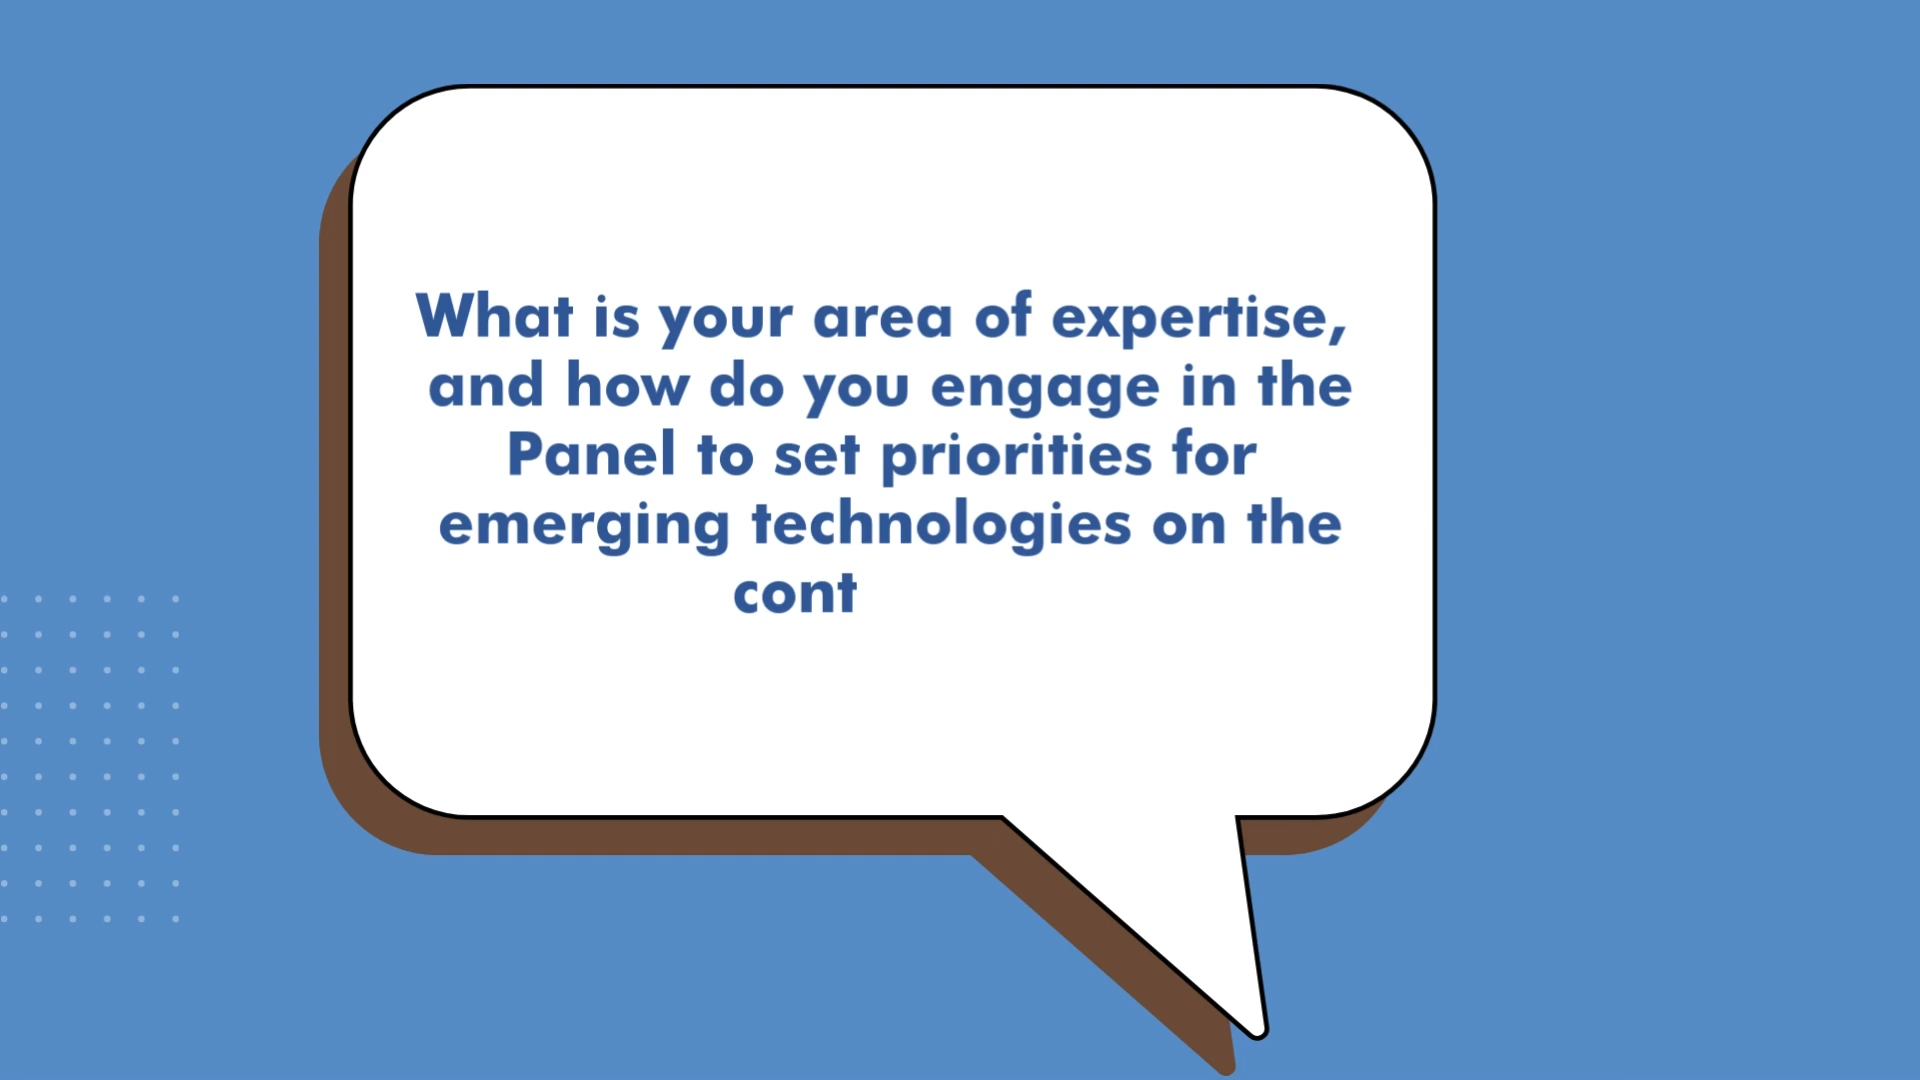 What is your area of expertise,
and how do you engage in the
Panel to set priorities for
emerging technologies on the
cont